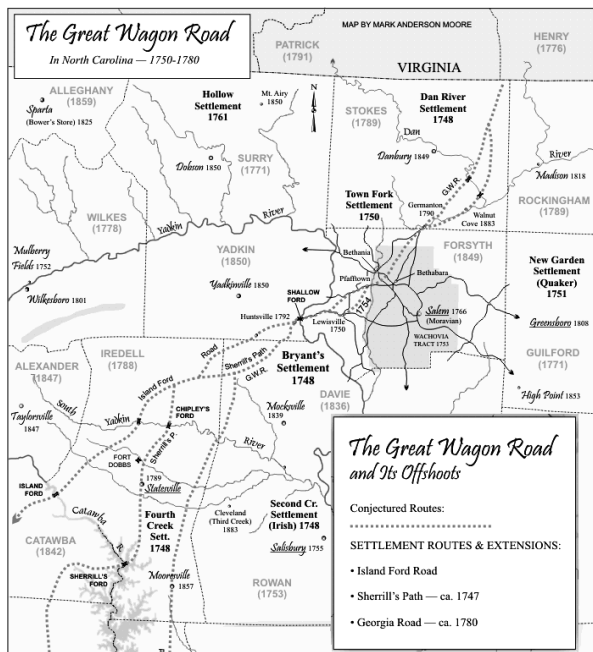 The Great Wagon Road
In North Carolina — 1750-1780
MAP BY MARK ANDERSON MOORE
PATRICK
(1791)
HENRY
(1776)
VIRGINIA
ALLEGHANY
(1859)
Sparta
(Bower's Store) 1825
Hollow
Settlement
1761
Mt. Airy
1850
N
S
STOKES
(1789)
Dan River
Settlement
1748
Dan
River
Danbury 1849
Madison 1818
Dobson 1850
SURRY
(1771)
G.W.R.
Town Fork
Settlement
1750
Germanton
1790
Walnut
Cove 1883
ROCKINGHAM
(1789)
WILKES
(1778)
Yadkin
River
Mulberry
Fields 1752
Wilkesboro 1801
YADKIN
(1850)
Yadkinville 1850
Bethania
Pfafftown
Bethabara
FORSYTH
(1849)
New Garden
Settlement
(Quaker)
1751
SHALLOW
FORD
1754
Huntsville 1792
Lewisville
1750
Salem 1766
(Moravian)
WACHOVIA
TRACT 1753
Greensboro 1808
GUILFORD
(1771)
High Point 1853
ALEXANDER
(1847)
IREDELL
(1788)
Road
Island Ford
Sherrill's Path
G.W.R.
Bryant's
Settlement
1748
DAVIE
(1836)
Taylorsville
1847
South
Yadkin
River
CHIPLEY'S
FORD
Sherrill's P.
Mocksville
1839
FORT
DOBBS
1789
Statesville
ISLAND
FORD
Catawba
R.
CATAWBA
(1842)
Fourth
Creek
Sett.
1748
Cleveland
(Third Creek)
1883
Second Cr.
Settlement
(Irish) 1748
Salisbury 1755
SHERRILL'S
FORD
Mooresville
1857
ROWAN
(1753)
The Great Wagon Road
and Its Offshoots
Conjectured Routes:
SETTLEMENT ROUTES & EXTENSIONS:
• Island Ford Road
• Sherrill's Path — ca. 1747
• Georgia Road — ca. 1780